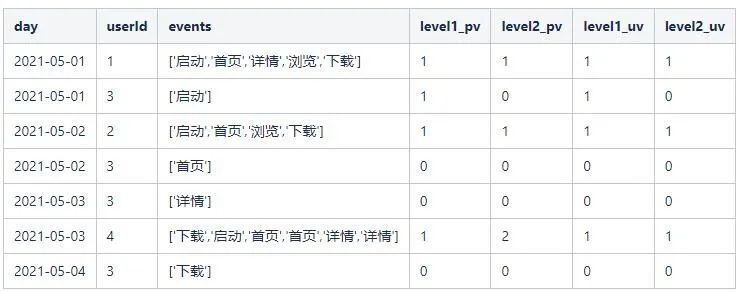 day userId events level1_pv level2_pv level1_uv level2_uv
2021-05-01 1 ['启动','首页','详情','浏览','下载'] 1 1 1 1
2021-05-01 3 ['启动'] 1 0 1 0
2021-05-02 2 ['启动','首页','浏览','下载'] 1 1 1 1
2021-05-02 3 ['首页'] 0 0 0 0
2021-05-03 3 ['详情'] 0 0 0 0
2021-05-03 4 ['下载','启动','首页','首页','详情','详情'] 1 2 1 1
2021-05-04 3 ['下载'] 0 0 0 0